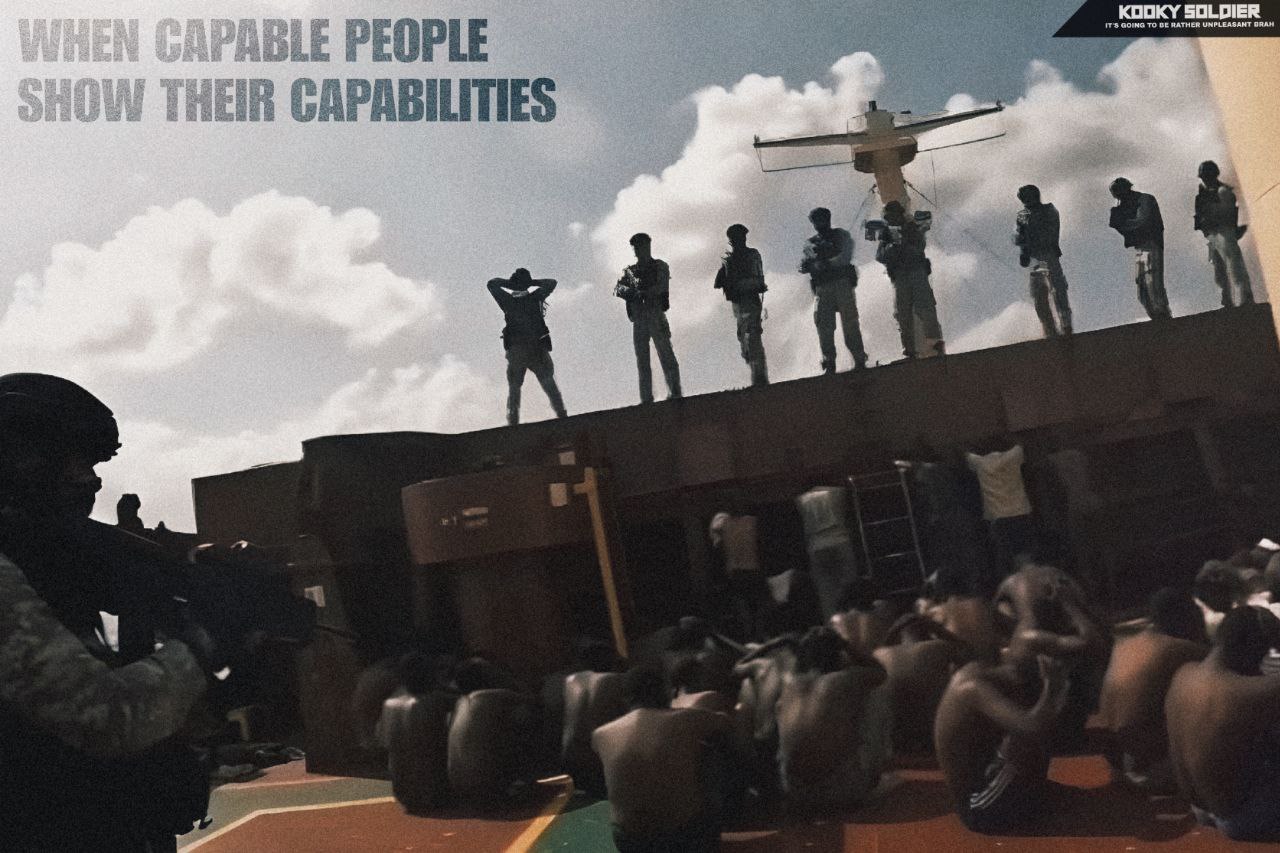 WHEN CAPABLE PEOPLE
SHOW THEIR CAPABILITIES
KOOKY SOLDIER
IT'S GOING TO BE RATHER UNPLEASANT BRAH